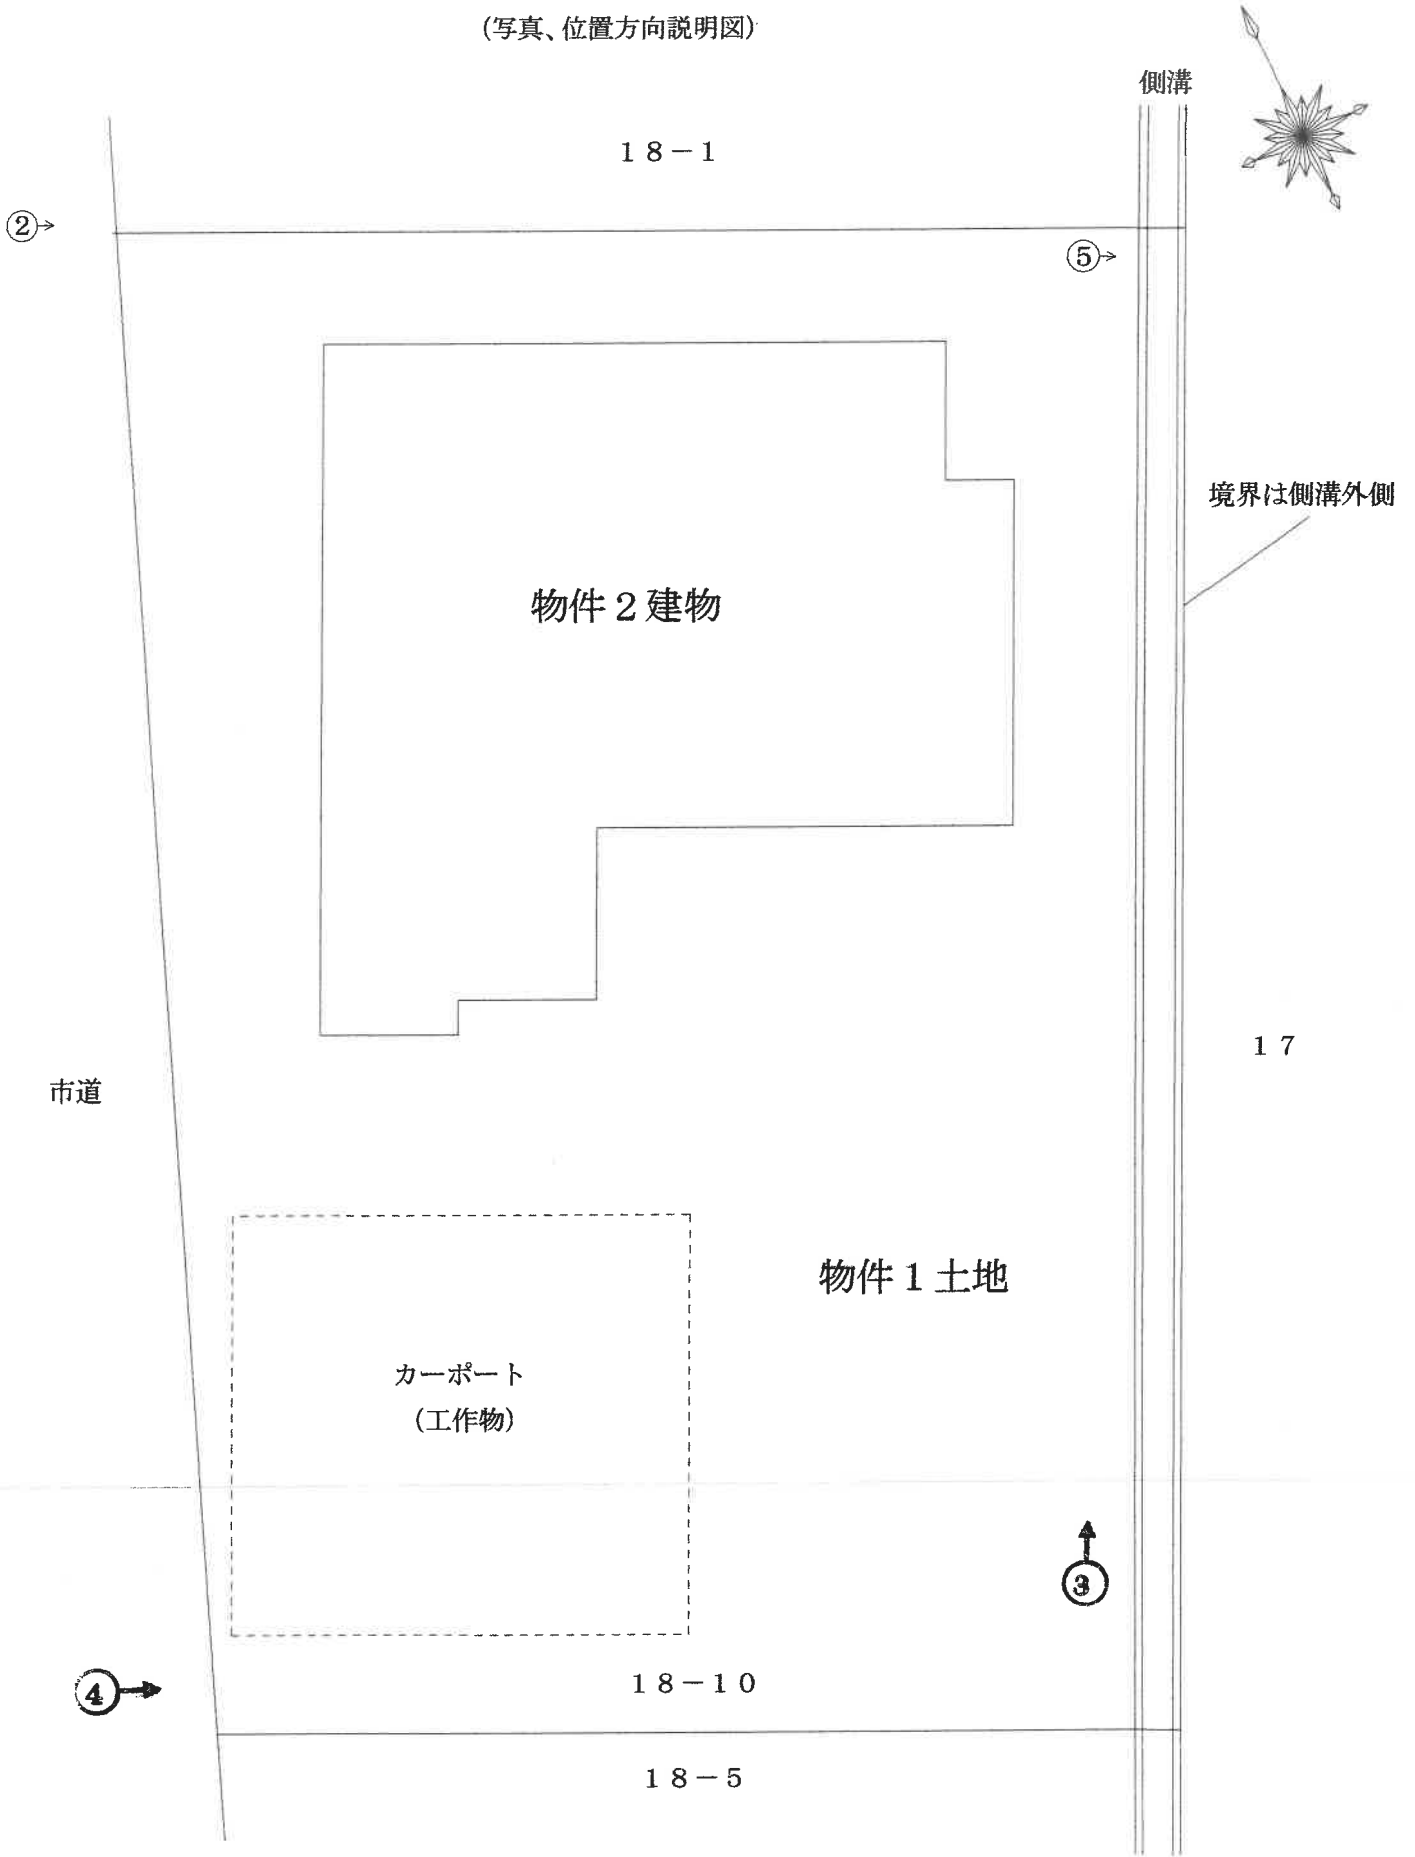 (写真、位置方向説明図)
側溝
18－1
②→
⑤→
境界は側溝外側
物件2建物
17
市道
物件1土地
カーポート
(工作物)
③
④
18－10
18－5